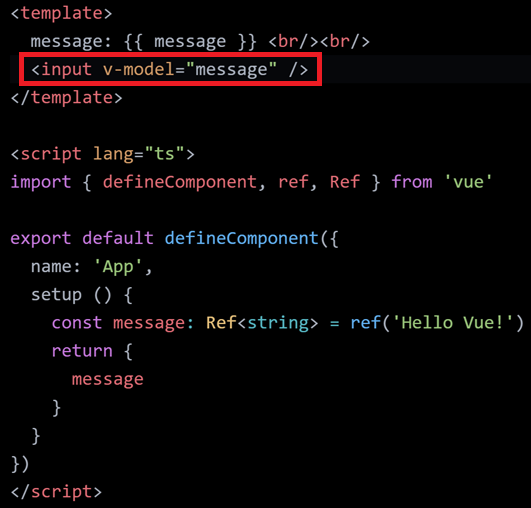 <template>
  message: {{ message }} <br/><br/>
  <input v-model="message" />
</template>

<script lang="ts">
import { defineComponent, ref, Ref } from 'vue'

export default defineComponent({
  name: 'App',
  setup () {
    const message: Ref<string> = ref('Hello Vue!')
    return {
      message
    }
  }
})
</script>